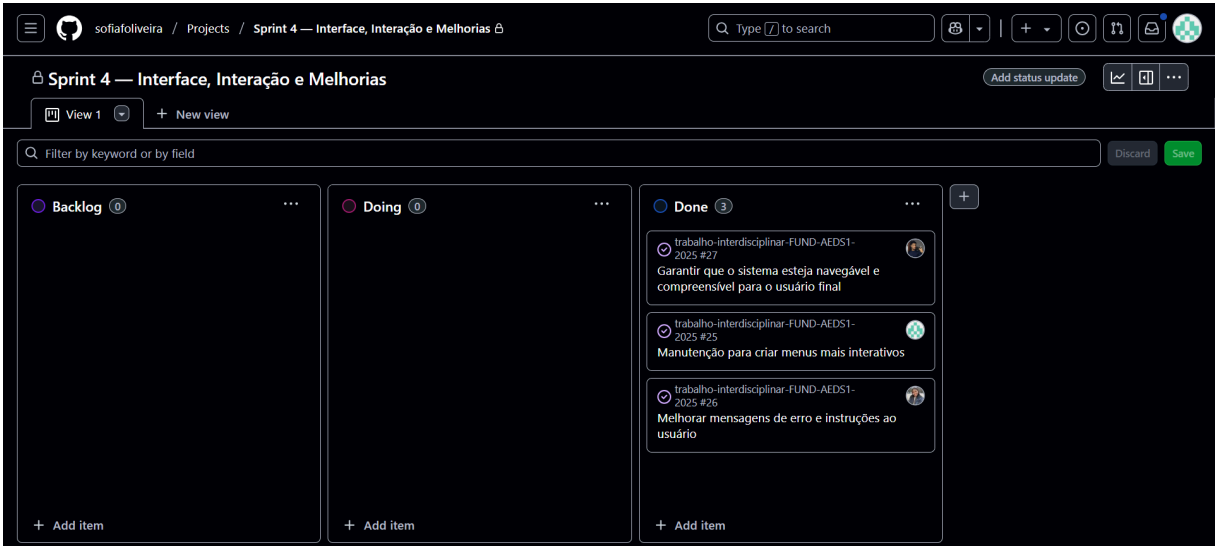 sofiafoliveira / Projects / Sprint 4 — Interface, Interação e Melhorias
Type / to search
Sprint 4 — Interface, Interação e Melhorias
Add status update
View 1
New view
Filter by keyword or by field
Discard
Save
Backlog 0
Add item
Doing 0
Add item
Done 3
trabalho-interdisciplinar-FUND-AEDS1-
2025 #27
Garantir que o sistema esteja navegável e
compreensível para o usuário final
trabalho-interdisciplinar-FUND-AEDS1-
2025 #25
Manutenção para criar menus mais interativos
trabalho-interdisciplinar-FUND-AEDS1-
2025 #26
Melhorar mensagens de erro e instruções ao
usuário
Add item